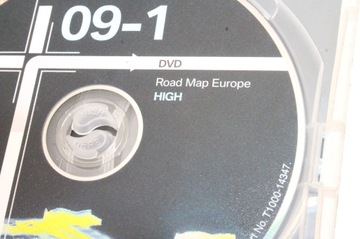 09-1
DVD
Road Map Europe
HIGH
t No. T1000-14347.